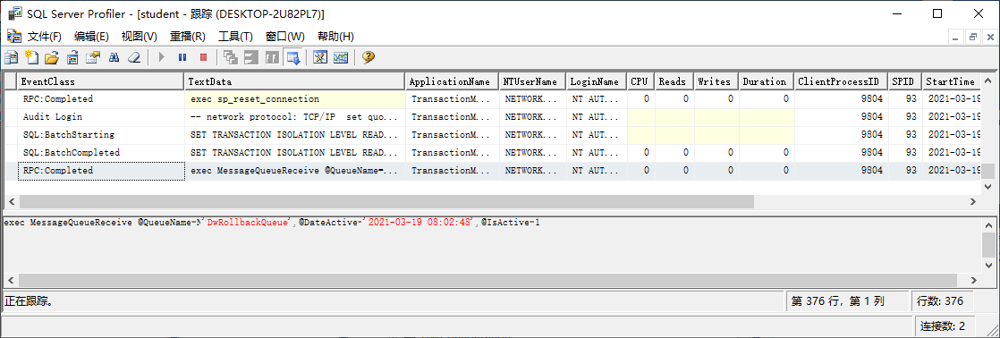 SQL Server Profiler - [student - 跟踪 (DESKTOP-2U82PL7)]
文件(F) 编辑(E) 视图(V) 重播(R) 工具(T) 窗口(W) 帮助(H)
EventClass TextData ApplicationName NTUserName LoginName CPU Reads Writes Duration ClientProcessID SPID StartTime
RPC:Completed exec sp_reset_connection TransactionM... NETWORK... NT AUT... 0 0 0 0 9804 93 2021-03-19
Audit Login -- network protocol: TCP/IP set quo... TransactionM... NETWORK... NT AUT... 9804 93 2021-03-19
SQL:BatchStarting SET TRANSACTION ISOLATION LEVEL READ... TransactionM... NETWORK... NT AUT... 9804 93 2021-03-19
SQL:BatchCompleted SET TRANSACTION ISOLATION LEVEL READ... TransactionM... NETWORK... NT AUT... 0 0 0 0 9804 93 2021-03-19
RPC:Completed exec MessageQueueReceive @QueueName=... TransactionM... NETWORK... NT AUT... 0 0 0 0 9804 93 2021-03-19
exec MessageQueueReceive @QueueName=N'DwRollbackQueue',@DateActive='2021-03-19 08:02:48',@IsActive=1
正在跟踪。 第 376 行，第 1 列 行数: 376
连接数: 2